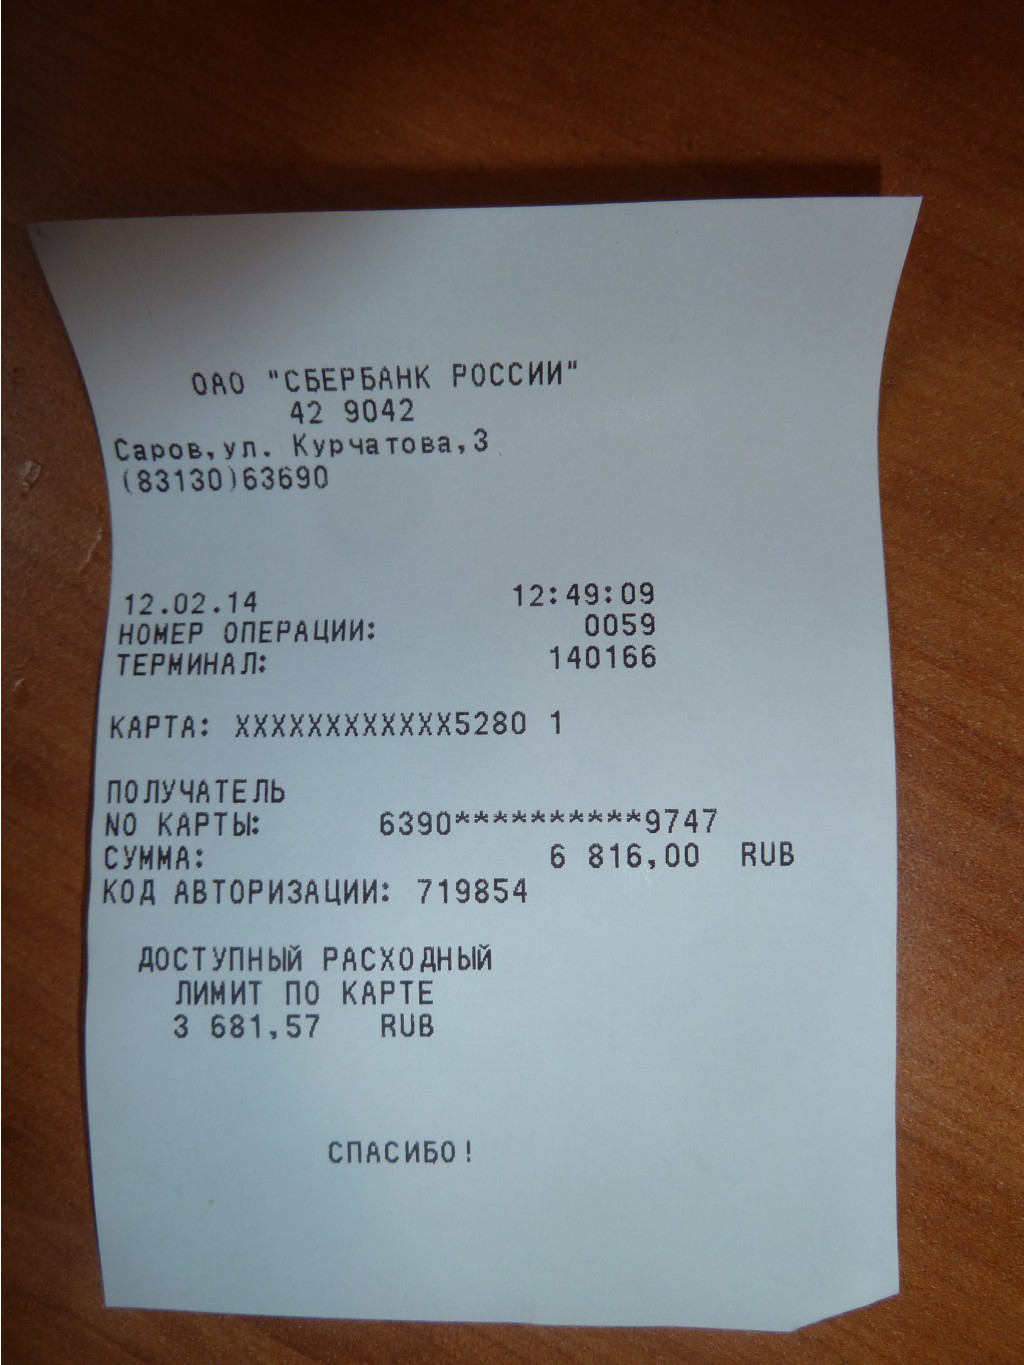 ОАО "СБЕРБАНК РОССИИ"
42 9042
Саров,ул. Курчатова,3
(83130)63690
12.02.14 12:49:09
НОМЕР ОПЕРАЦИИ: 0059
ТЕРМИНАЛ: 140166
КАРТА: XXXXXXXXXXXX5280 1
ПОЛУЧАТЕЛЬ
NO КАРТЫ: 6390**********9747
СУММА: 6 816,00 RUB
КОД АВТОРИЗАЦИИ: 719854
ДОСТУПНЫЙ РАСХОДНЫЙ
ЛИМИТ ПО КАРТЕ
3 681,57 RUB
СПАСИБО!